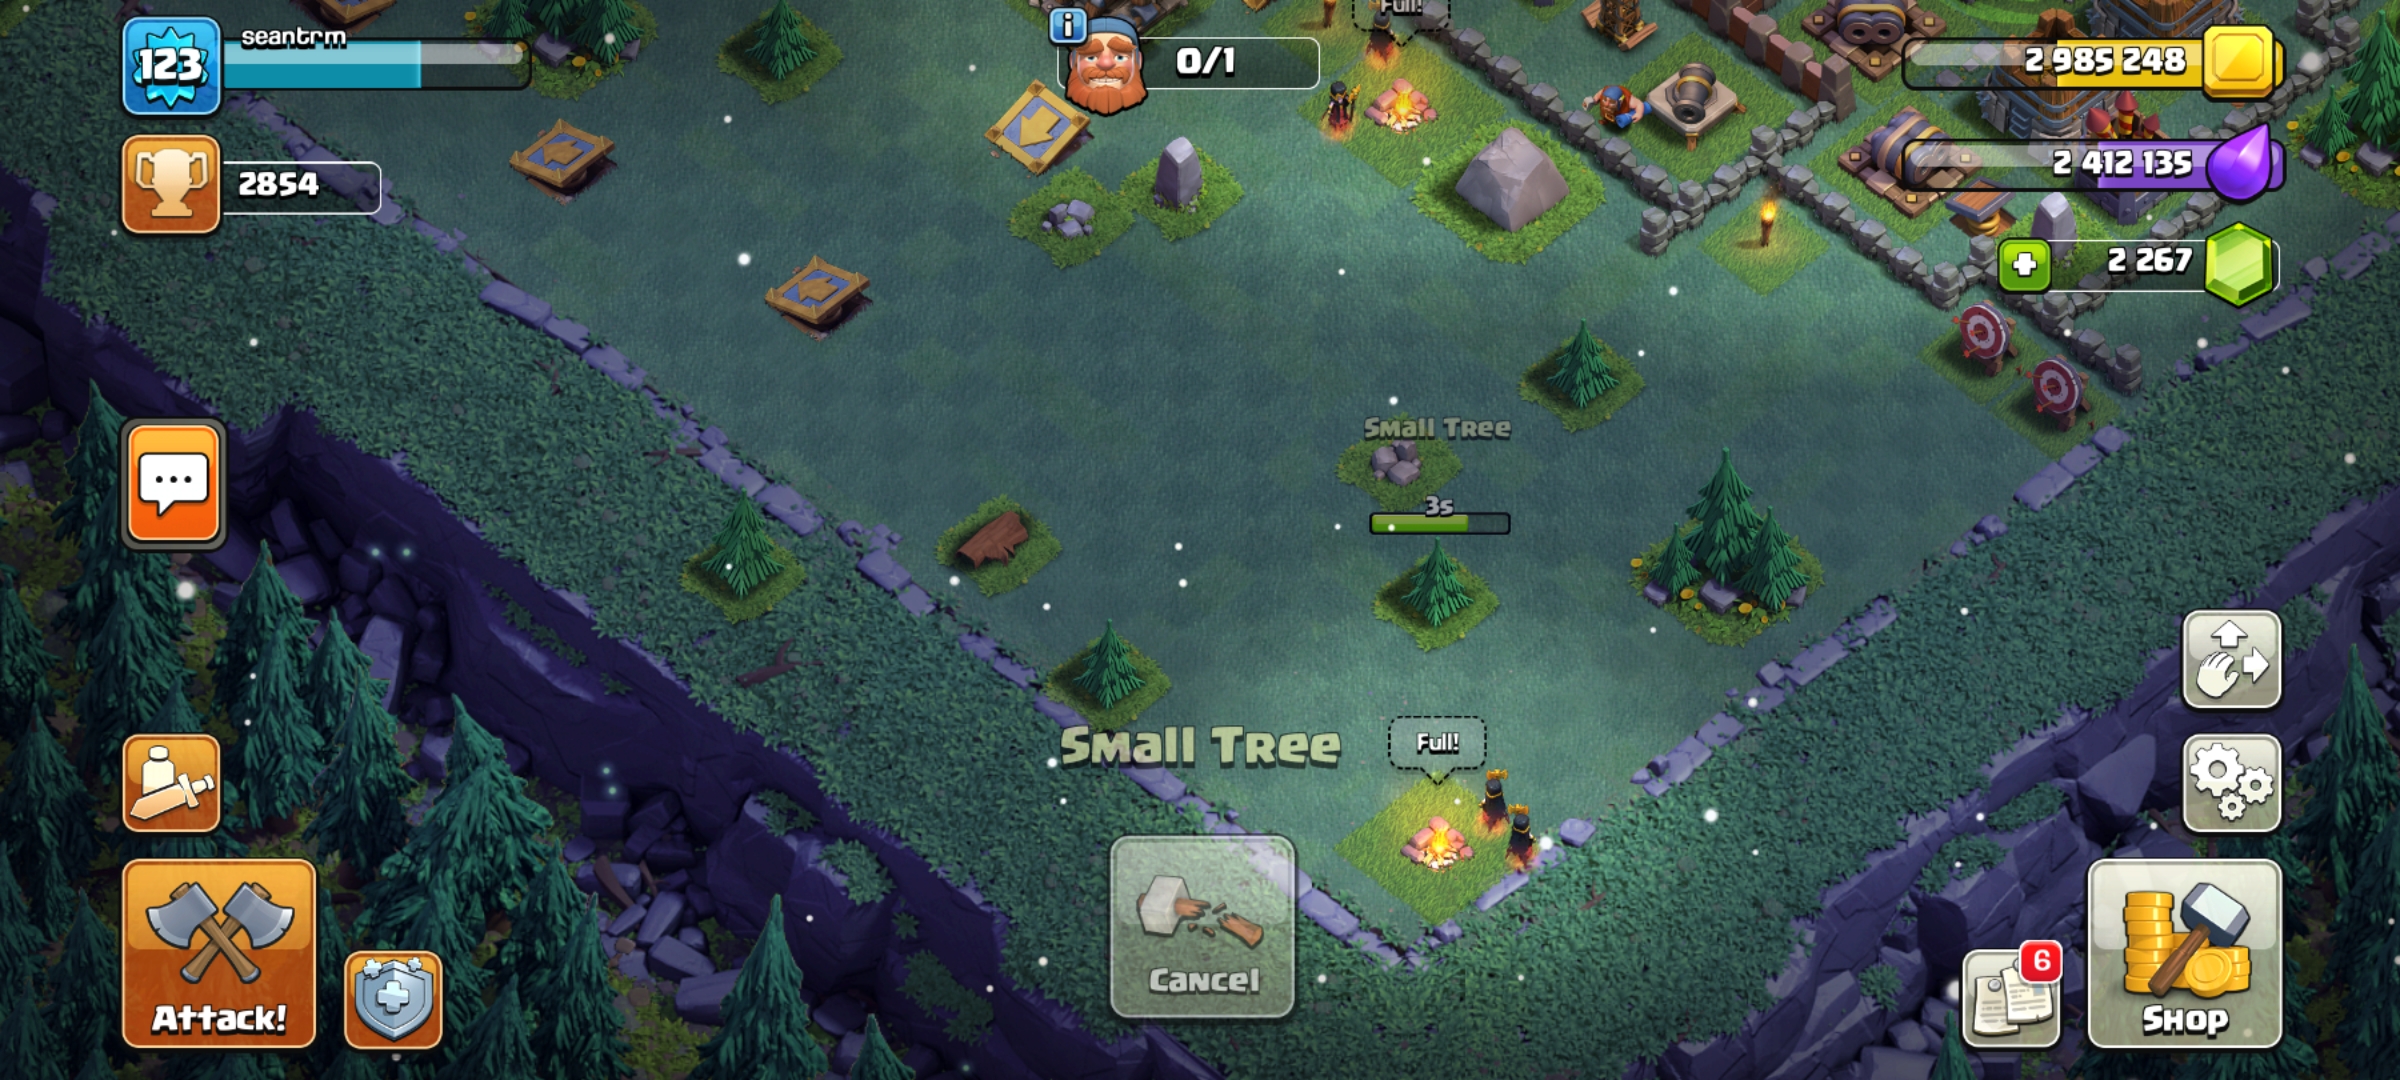 Full!
123
seantrm
0/1
2 985 248
2854
2 412 135
2 267
Small Tree
3s
Small Tree
Full!
Cancel
Attack!
6
Shop